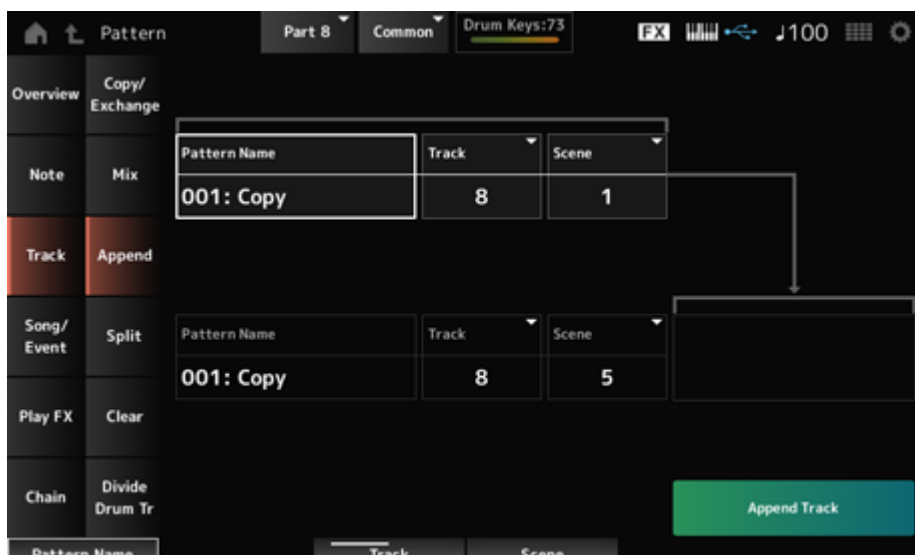 Pattern
Part 8
Common
Drum Keys:73
FX
♩100
Overview
Copy/
Exchange
Note
Mix
Track
Append
Song/
Event
Split
Play FX
Clear
Chain
Divide
Drum Tr
Pattern Name
Track
Scene
001: Copy
8
1
Pattern Name
Track
Scene
001: Copy
8
5
Append Track
Pattern Name
Track
Scene